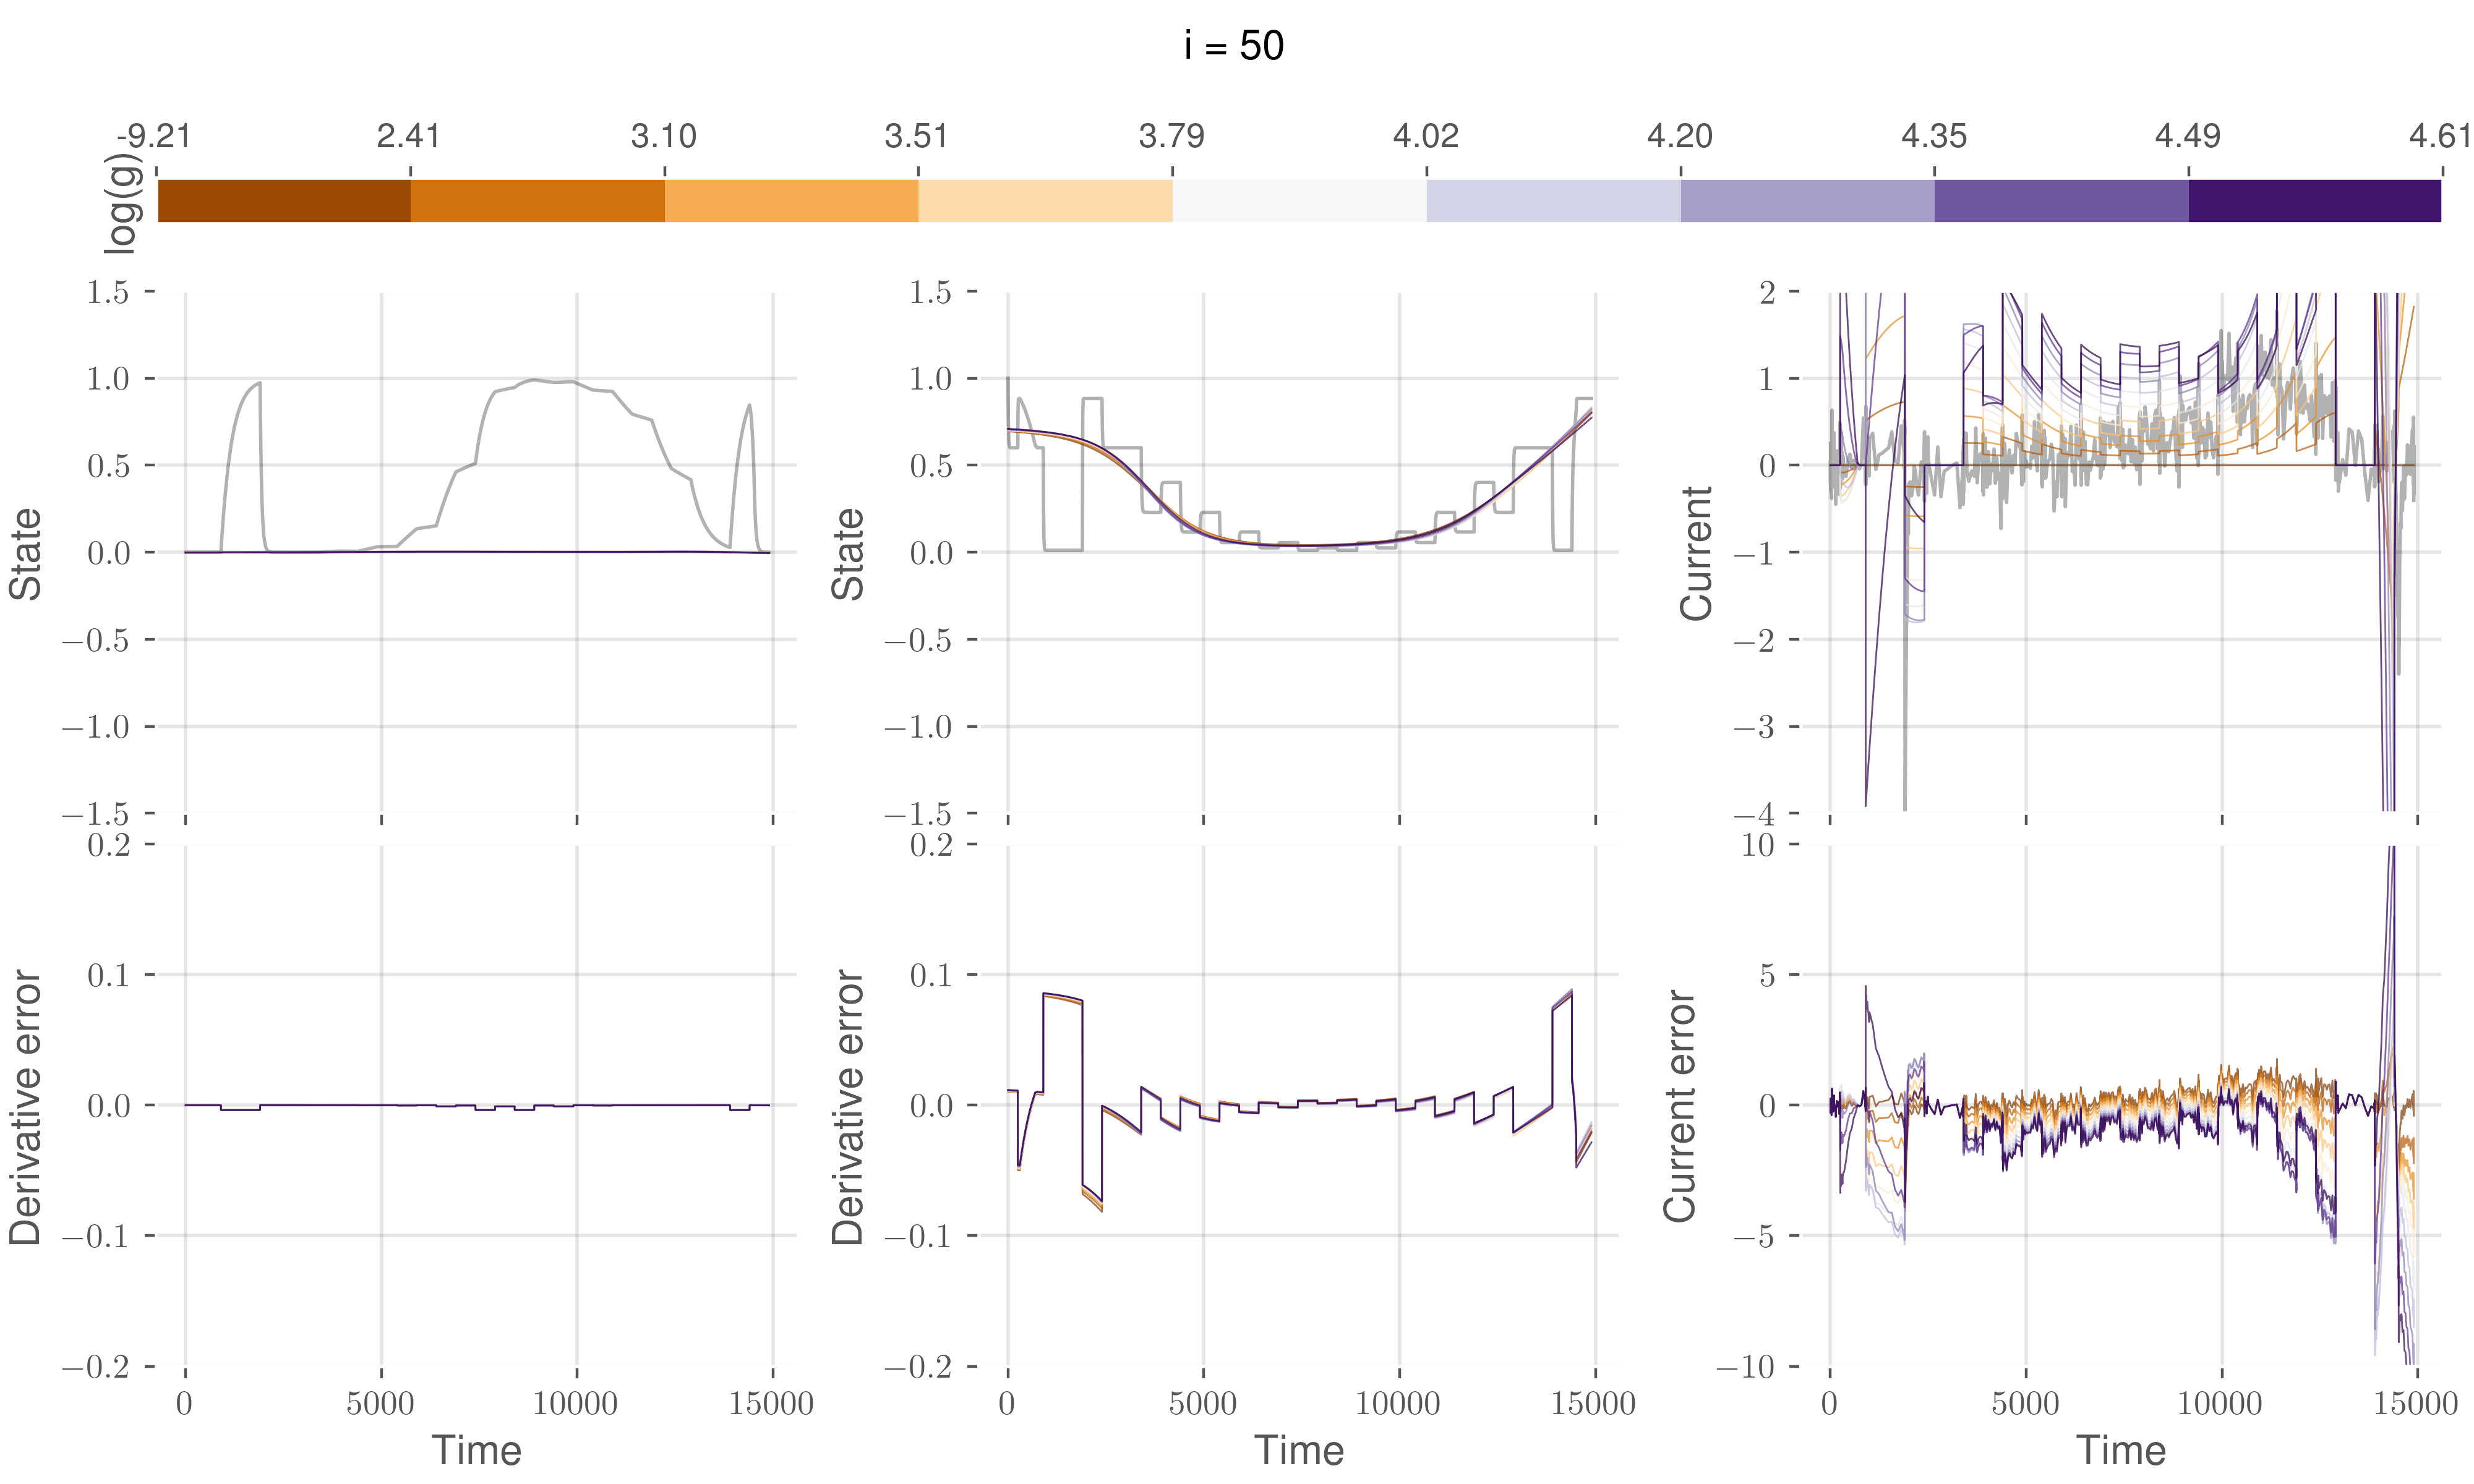 i = 50
-9.21 2.41 3.10 3.51 3.79 4.02 4.20 4.35 4.49 4.61
log(g)
1.5 1.0 0.5 0.0 −0.5 −1.0 −1.5
State
1.5 1.0 0.5 0.0 −0.5 −1.0 −1.5
State
2 1 0 −1 −2 −3 −4
Current
0.2 0.1 0.0 −0.1 −0.2
Derivative error
0 5000 10000 15000
Time
0.2 0.1 0.0 −0.1 −0.2
Derivative error
0 5000 10000 15000
Time
10 5 0 −5 −10
Current error
0 5000 10000 15000
Time